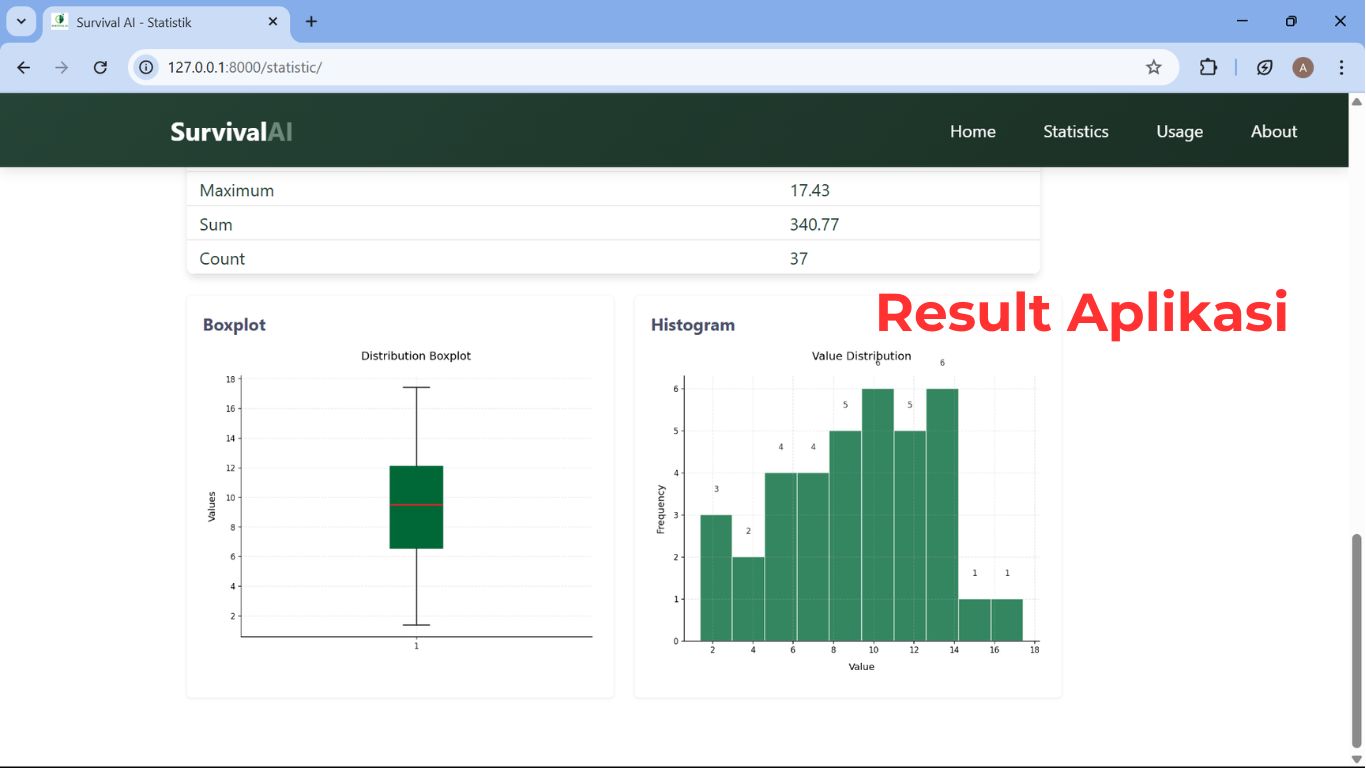 Survival AI - Statistik
127.0.0.1:8000/statistic/
A
SurvivalAI
Home
Statistics
Usage
About
Maximum 17.43
Sum 340.77
Count 37
Result Aplikasi
Boxplot
Distribution Boxplot
18
16
14
12
10
8
6
4
2
Values
1
Histogram
Value Distribution
6
5
4
3
2
1
0
Frequency
3
2
4
4
5
6
5
6
1
1
2 4 6 8 10 12 14 16 18
Value